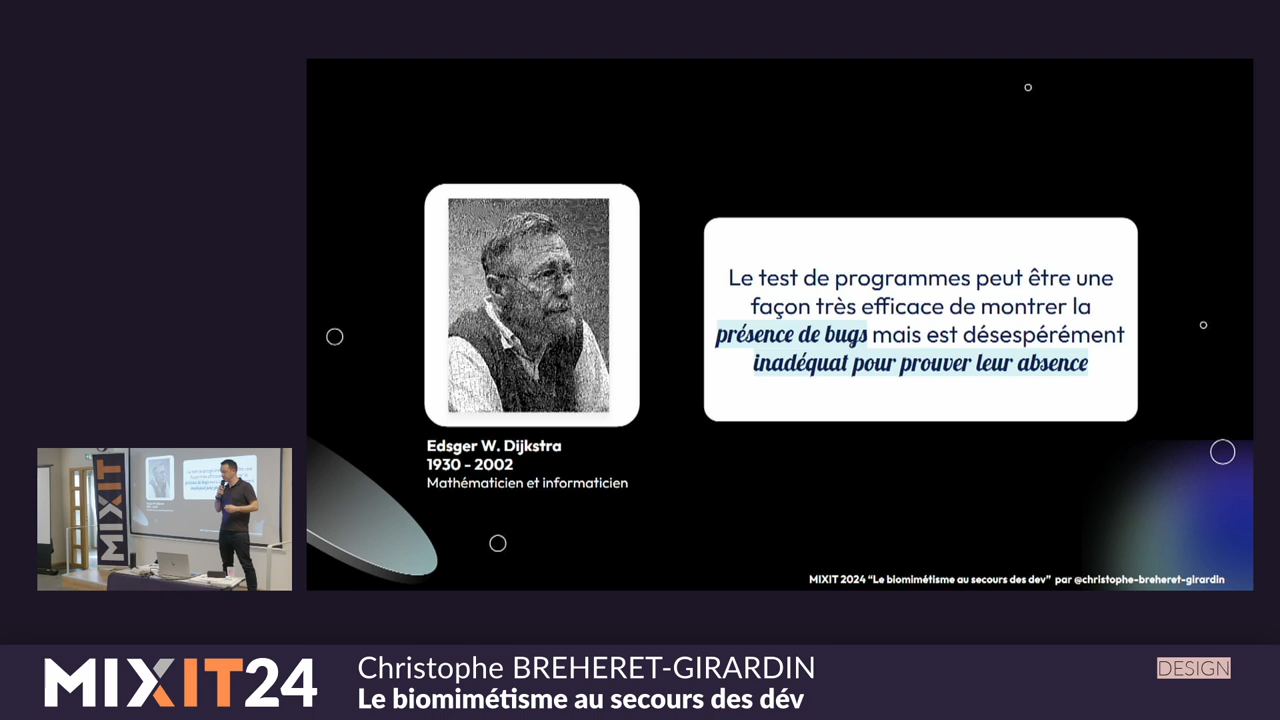 Le test de programmes peut être une
façon très efficace de montrer la
présence de bugs mais est désespérément
inadéquat pour prouver leur absence
Edsger W. Dijkstra
1930 - 2002
Mathématicien et informaticien
MIXIT
MIXIT 2024 “Le biomimétisme au secours des dev” par @christophe-breheret-girardin
MIXIT24
Christophe BREHERET-GIRARDIN
Le biomimétisme au secours des dév
DESIGN